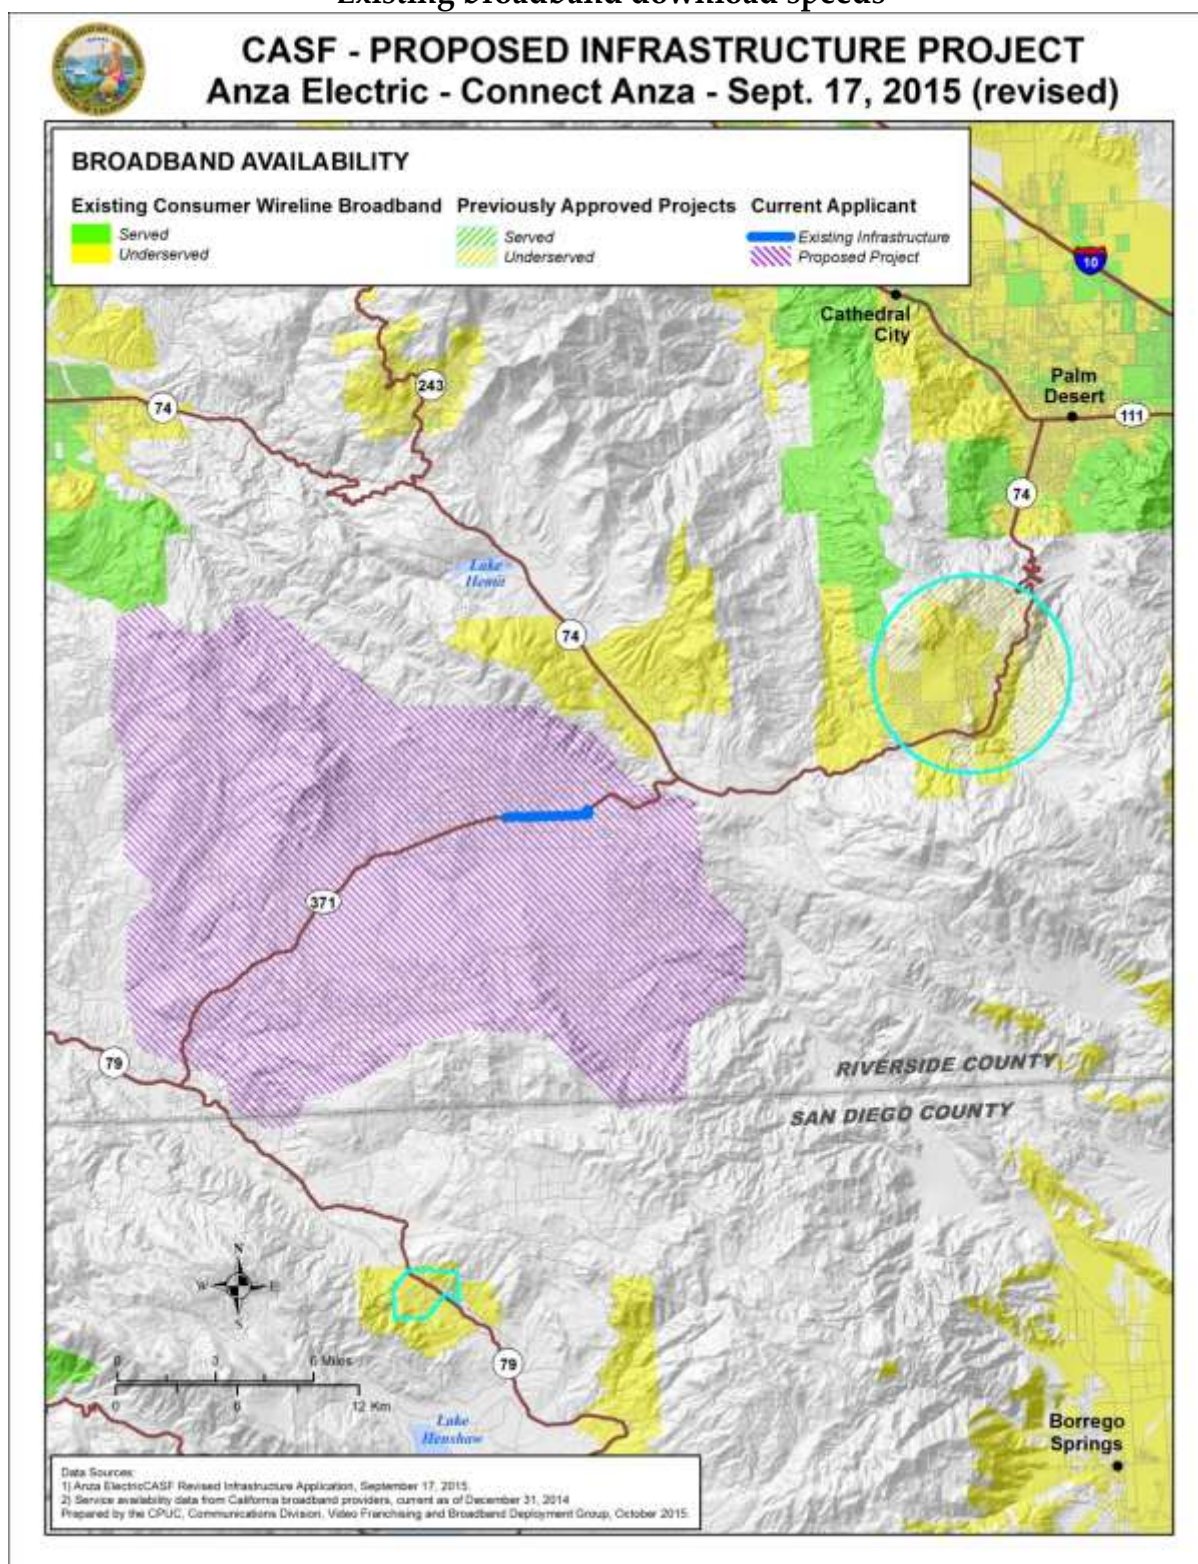 Existing broadband download speeds
CASF - PROPOSED INFRASTRUCTURE PROJECT
Anza Electric - Connect Anza - Sept. 17, 2015 (revised)
BROADBAND AVAILABILITY
Existing Consumer Wireline Broadband
Served
Underserved
Previously Approved Projects
Served
Underserved
Current Applicant
Existing Infrastructure
Proposed Project
10
Cathedral
City
Palm
Desert
243
74
111
74
Lake
Hemit
74
371
79
RIVERSIDE COUNTY
SAN DIEGO COUNTY
N
W E
S
0 3 6 Miles
0 6 12 Km
79
Lake
Henshaw
Borrego
Springs
Data Sources:
1) Anza ElectricCASF Revised Infrastructure Application, September 17, 2015.
2) Service availability data from California broadband providers, current as of December 31, 2014
Prepared by the CPUC, Communications Division, Video Franchising and Broadband Deployment Group, October 2015.